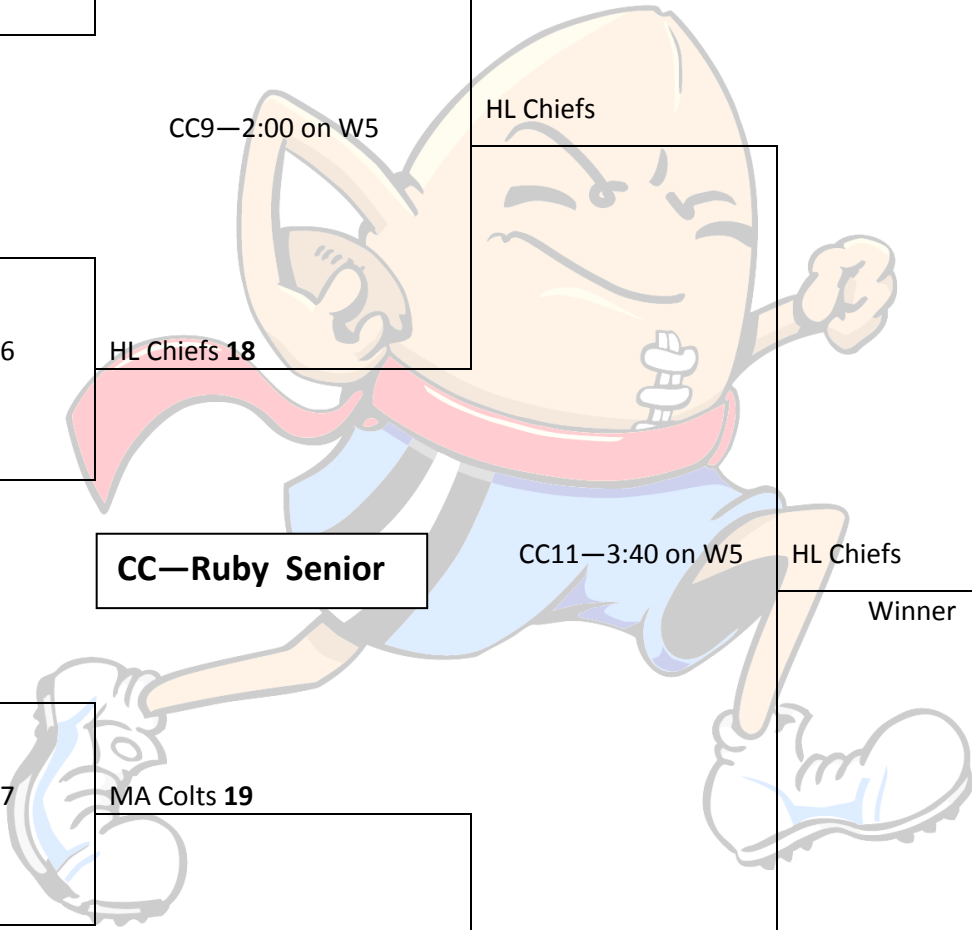 HL Chiefs
CC9—2:00 on W5
6
HL Chiefs 18
CC—Ruby Senior
CC11—3:40 on W5
HL Chiefs
Winner
7
MA Colts 19